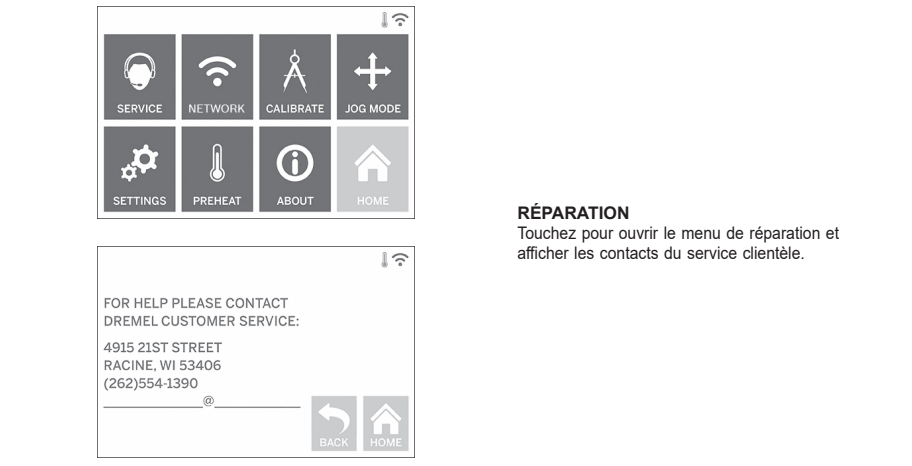 SERVICE NETWORK CALIBRATE JOG MODE
SETTINGS PREHEAT ABOUT HOME
FOR HELP PLEASE CONTACT
DREMEL CUSTOMER SERVICE:
4915 21ST STREET
RACINE, WI 53406
(262)554-1390
@
BACK HOME
RÉPARATION
Touchez pour ouvrir le menu de réparation et
afficher les contacts du service clientèle.